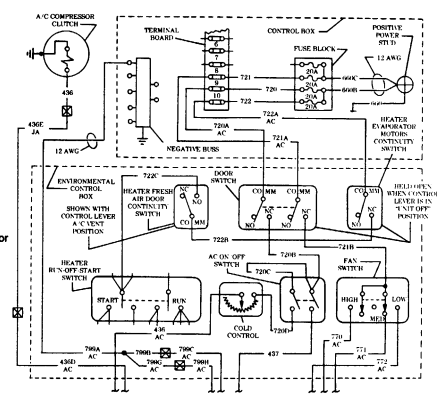 A/C COMPRESSOR
CLUTCH
TERMINAL
BOARD
CONTROL BOX
POSITIVE
POWER
STUD
FUSE BLOCK
6
7
8
9
10
721
720
722
20A
20A
20A
20A
660C
660B
12 AWG
436
436E
JA
12 AWG
722A
AC
720A
AC
721A
AC
NEGATIVE BUSS
HEATER
EVAPORATOR
MOTORS
CONTINUITY
SWITCH
ENVIRONMENTAL
CONTROL
BOX
722C
NC
NO
COMM
DOOR
SWITCH
COMM
COMM
NC
NC
NO
NO
COMM
NC
NO
HELD OPEN
WHEN CONTROL
LEVER IS IN
"UNIT OFF"
POSITION
HEATER FRESH
AIR DOOR
CONTINUITY
SWITCH
SHOWN WITH
CONTROL LEVER
A/C VENT
POSITION
or
722B
720B
721B
HEATER
RUN-OFF-START
SWITCH
START
RUN
AC ON OFF
SWITCH
720C
FAN
SWITCH
HIGH
LOW
MED
COLD
CONTROL
720D
436
AC
437
770
AC
771
AC
772
AC
799A
AC
799B
799C
AC
436D
AC
799G
AC
799H
AC